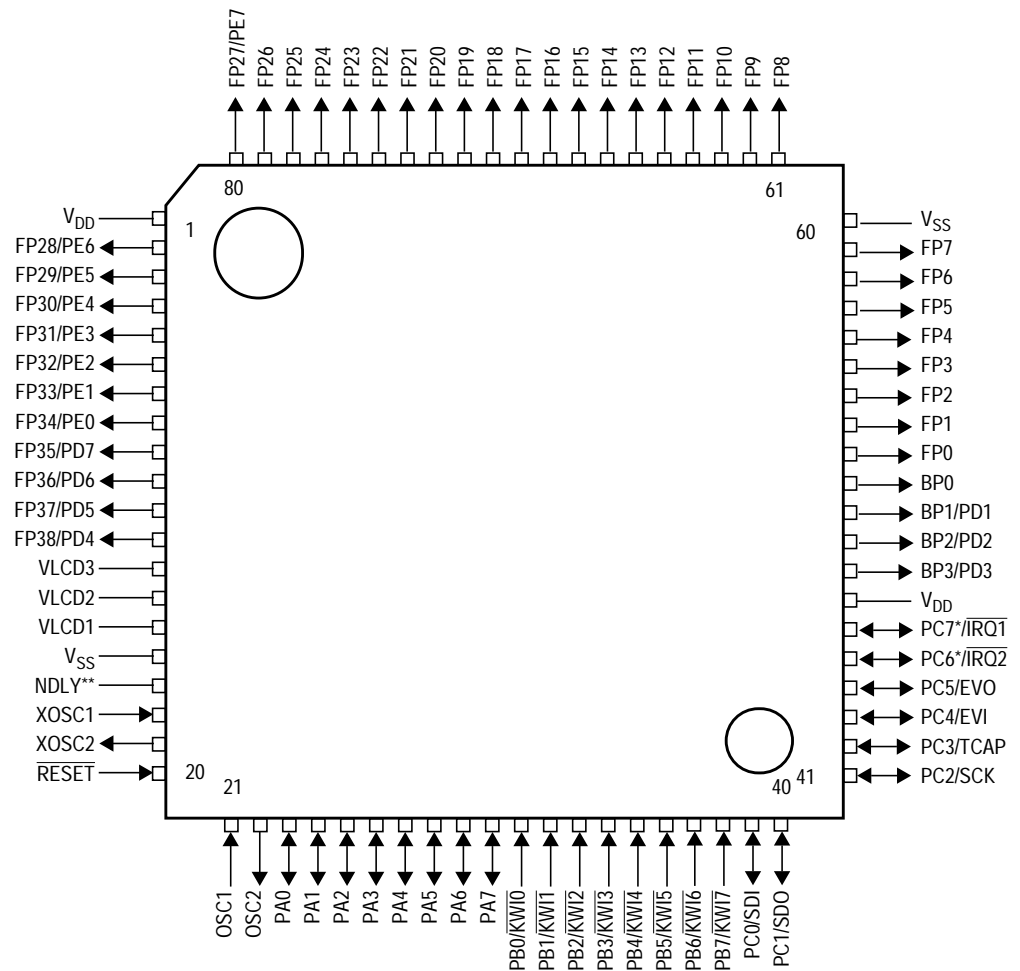 FP27/PE7
FP26
FP25
FP24
FP23
FP22
FP21
FP20
FP19
FP18
FP17
FP16
FP15
FP14
FP13
FP12
FP11
FP10
FP9
FP8
80
61
1
60
VDD
FP28/PE6
FP29/PE5
FP30/PE4
FP31/PE3
FP32/PE2
FP33/PE1
FP34/PE0
FP35/PD7
FP36/PD6
FP37/PD5
FP38/PD4
VLCD3
VLCD2
VLCD1
VSS
NDLY**
XOSC1
XOSC2
RESET
VSS
FP7
FP6
FP5
FP4
FP3
FP2
FP1
FP0
BP0
BP1/PD1
BP2/PD2
BP3/PD3
VDD
PC7*/IRQ1
PC6*/IRQ2
PC5/EVO
PC4/EVI
PC3/TCAP
PC2/SCK
20
21
40
41
OSC1
OSC2
PA0
PA1
PA2
PA3
PA4
PA5
PA6
PA7
PB0/KWI0
PB1/KWI1
PB2/KWI2
PB3/KWI3
PB4/KWI4
PB5/KWI5
PB6/KWI6
PB7/KWI7
PC0/SDI
PC1/SDO